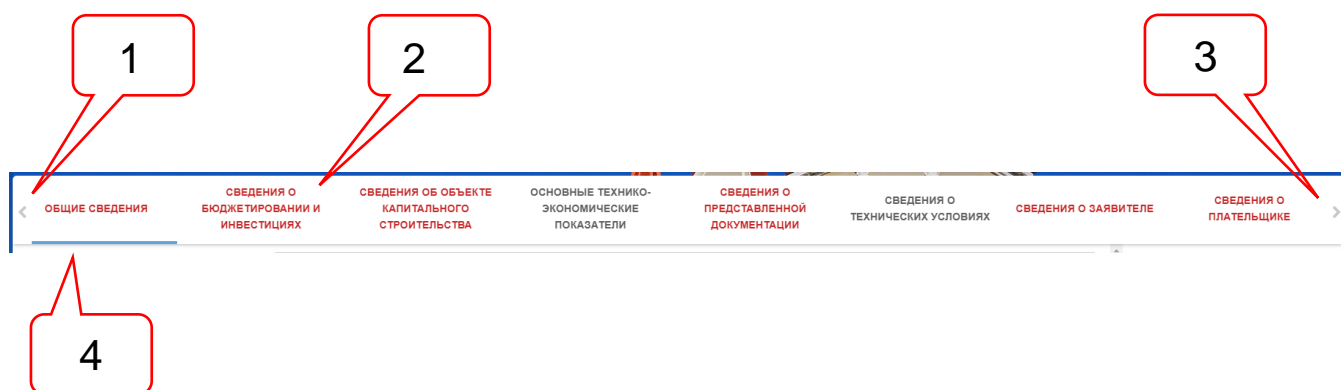 1
2
3
ОБЩИЕ СВЕДЕНИЯ
СВЕДЕНИЯ О
БЮДЖЕТИРОВАНИИ И
ИНВЕСТИЦИЯХ
СВЕДЕНИЯ ОБ ОБЪЕКТЕ
КАПИТАЛЬНОГО
СТРОИТЕЛЬСТВА
ОСНОВНЫЕ ТЕХНИКО-
ЭКОНОМИЧЕСКИЕ
ПОКАЗАТЕЛИ
СВЕДЕНИЯ О
ПРЕДСТАВЛЕННОЙ
ДОКУМЕНТАЦИИ
СВЕДЕНИЯ О
ТЕХНИЧЕСКИХ УСЛОВИЯХ
СВЕДЕНИЯ О ЗАЯВИТЕЛЕ
СВЕДЕНИЯ О
ПЛАТЕЛЬЩИКЕ
4